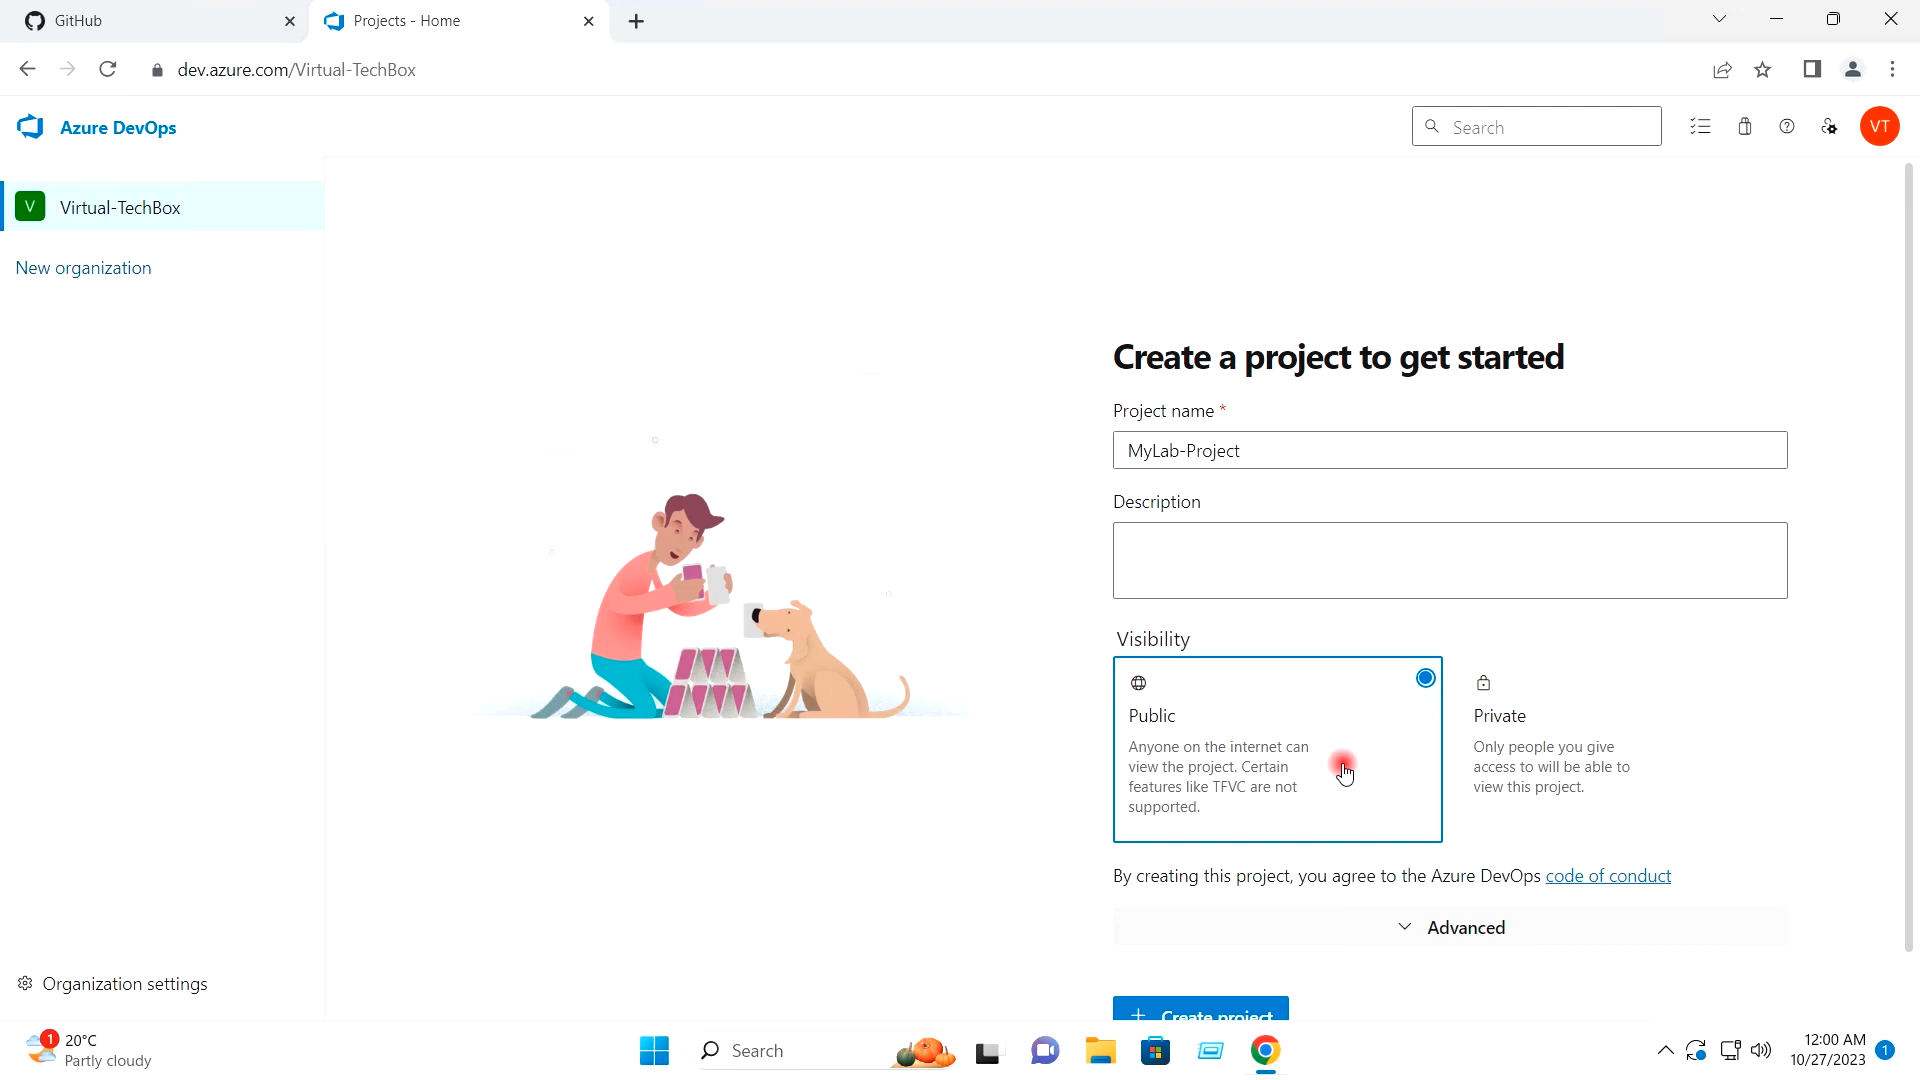 GitHub
Projects - Home
dev.azure.com/Virtual-TechBox
Azure DevOps
Search
VT
V
Virtual-TechBox
New organization
Create a project to get started
Project name *
MyLab-Project
Description
Visibility
Public
Anyone on the internet can
view the project. Certain
features like TFVC are not
supported.
Private
Only people you give
access to will be able to
view this project.
By creating this project, you agree to the Azure DevOps code of conduct
Advanced
Create project
Organization settings
1
20°C
Partly cloudy
Search
12:00 AM
10/27/2023
1